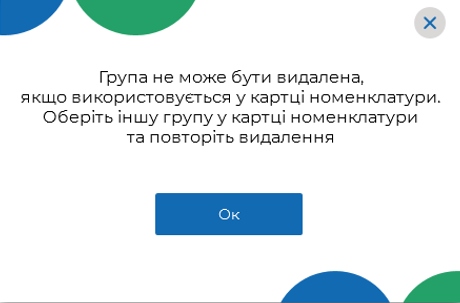 Група не може бути видалена,
якщо використовується у картці номенклатури.
Оберіть іншу групу у картці номенклатури
та повторіть видалення
Ок